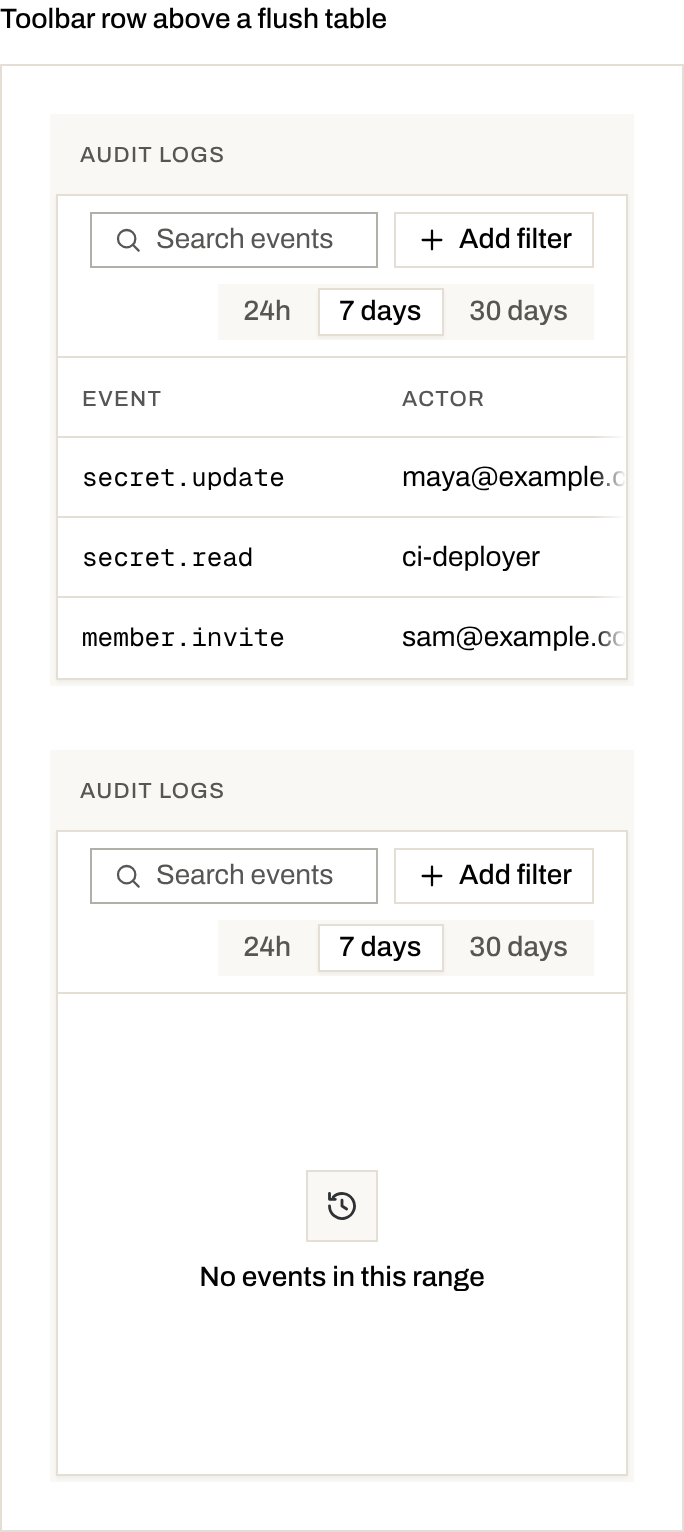 Toolbar row above a flush table
AUDIT LOGS
Search events
Add filter
24h 7 days 30 days
EVENT ACTOR
secret.update maya@example.c
secret.read ci-deployer
member.invite sam@example.co
AUDIT LOGS
Search events
Add filter
24h 7 days 30 days
No events in this range